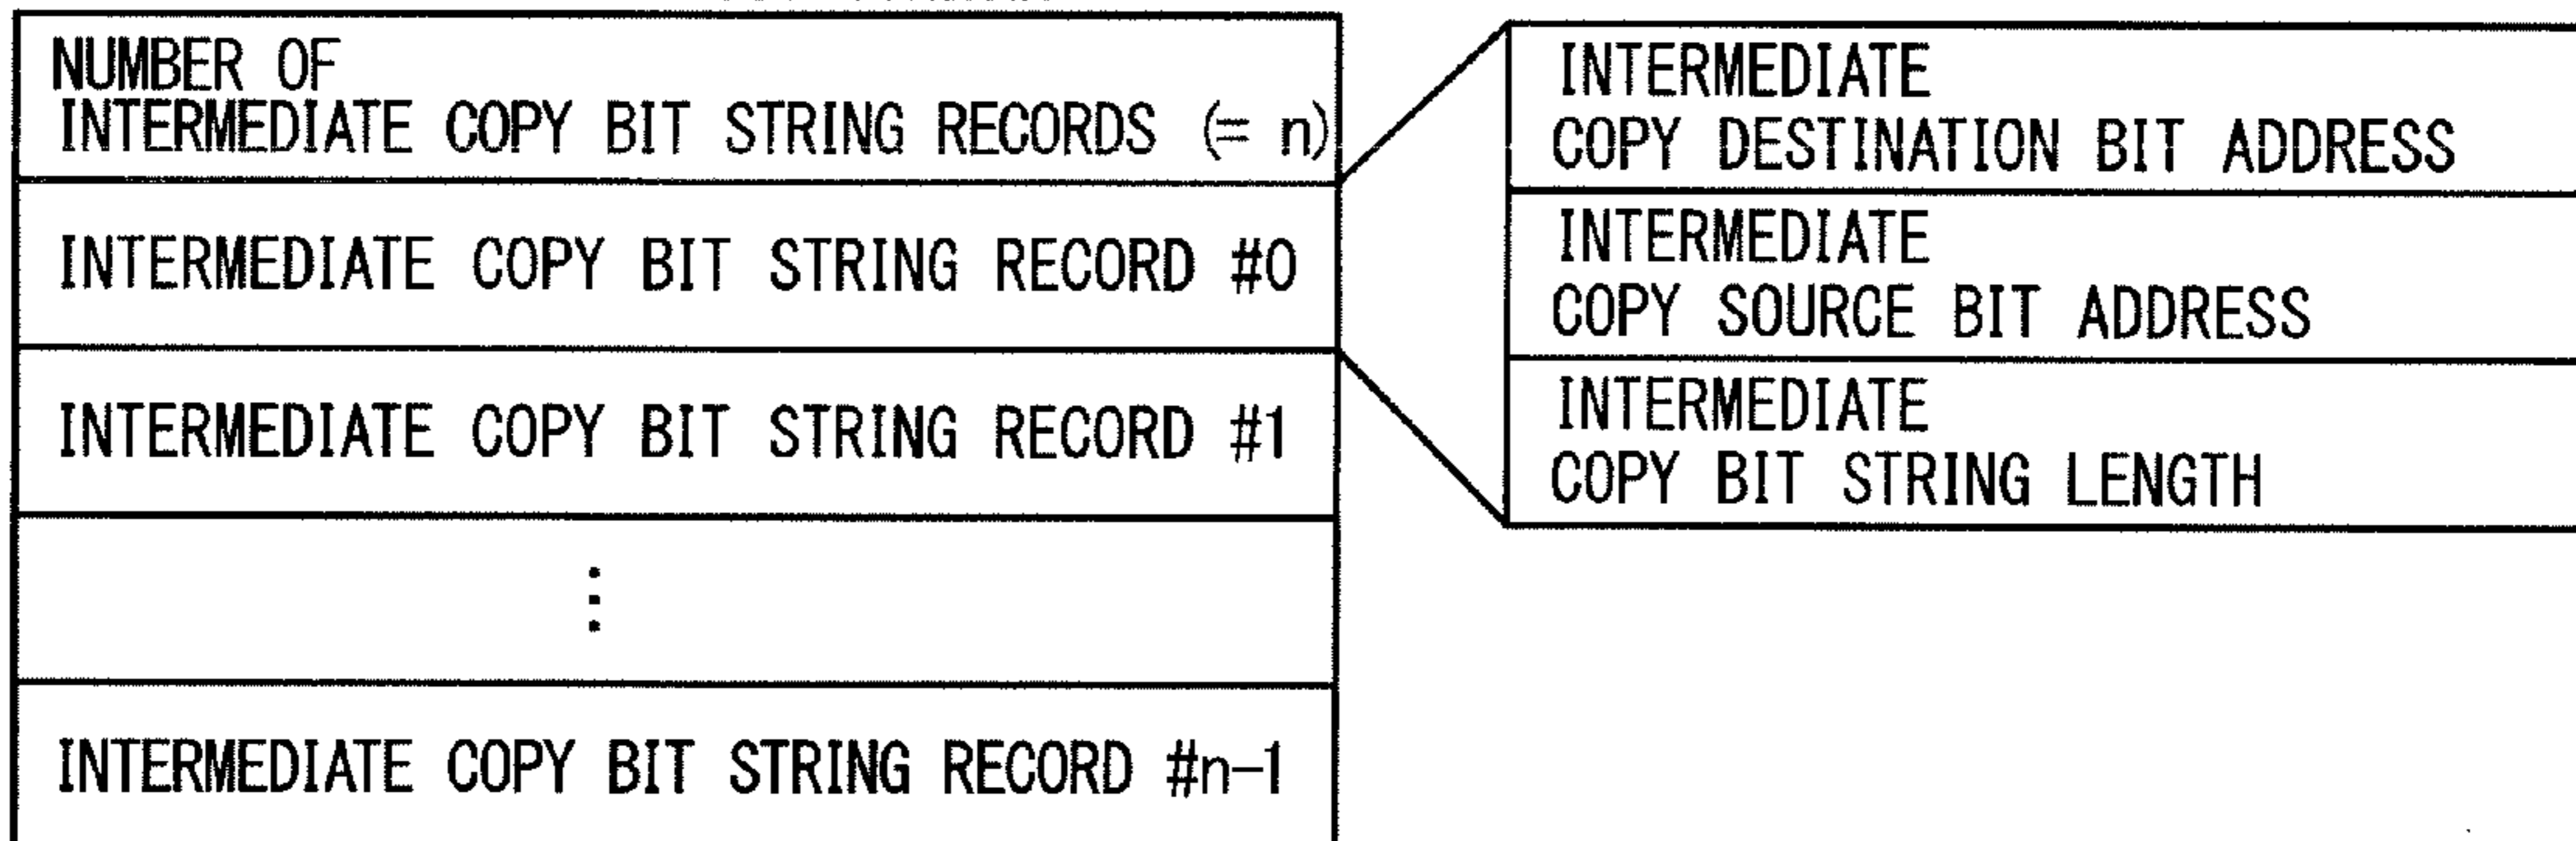 NUMBER OF
INTERMEDIATE COPY BIT STRING RECORDS (= n)
INTERMEDIATE COPY BIT STRING RECORD #0
INTERMEDIATE COPY BIT STRING RECORD #1
⋮
INTERMEDIATE COPY BIT STRING RECORD #n-1
INTERMEDIATE
COPY DESTINATION BIT ADDRESS
INTERMEDIATE
COPY SOURCE BIT ADDRESS
INTERMEDIATE
COPY BIT STRING LENGTH